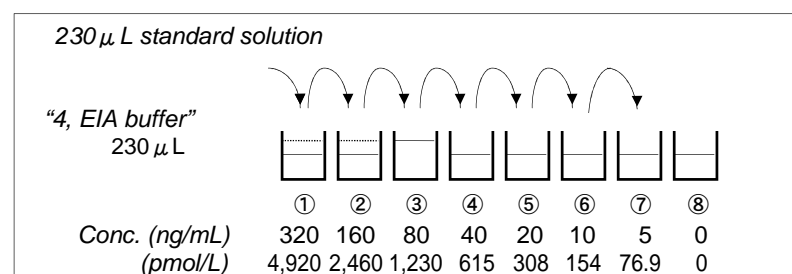 230μL standard solution
“4, EIA buffer”
230μL
① ② ③ ④ ⑤ ⑥ ⑦ ⑧
Conc. (ng/mL) 320 160 80 40 20 10 5 0
(pmol/L) 4,920 2,460 1,230 615 308 154 76.9 0